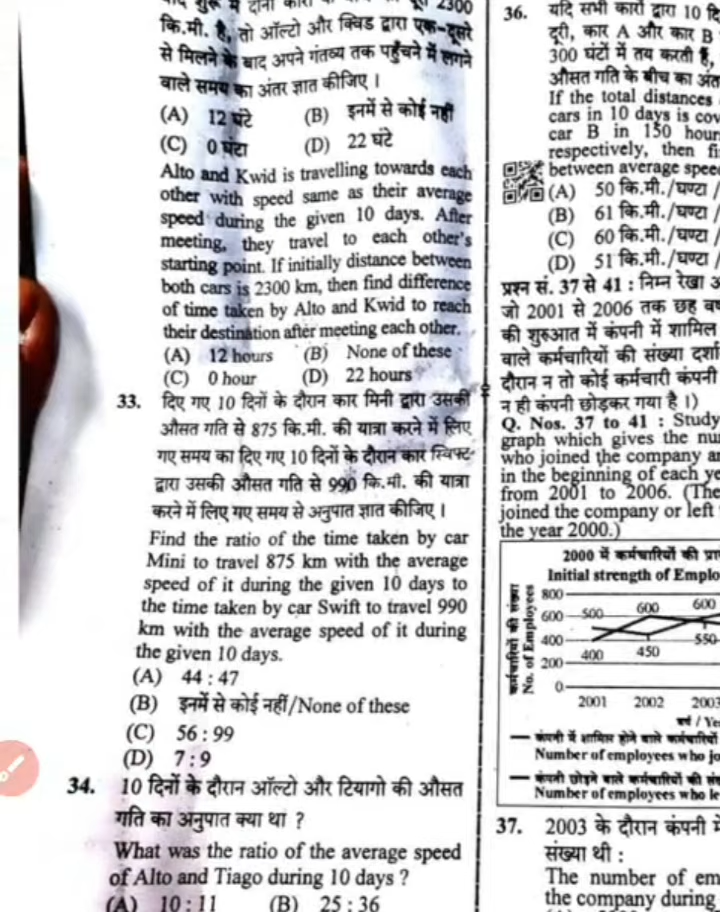 कि.मी. है, तो ऑल्टो और क्विड द्वारा एक-दूसरे
से मिलने के बाद अपने गंतव्य तक पहुँचने में लगने
वाले समय का अंतर ज्ञात कीजिए ।
(A) 12 घंटे (B) इनमें से कोई नहीं
(C) 0 घंटा (D) 22 घंटे
Alto and Kwid is travelling towards each
other with speed same as their average
speed during the given 10 days. After
meeting, they travel to each other's
starting point. If initially distance between
both cars is 2300 km, then find difference
of time taken by Alto and Kwid to reach
their destination after meeting each other.
(A) 12 hours (B) None of these
(C) 0 hour (D) 22 hours
33. दिए गए 10 दिनों के दौरान कार मिनी द्वारा उसकी
औसत गति से 875 कि.मी. की यात्रा करने में लिए
गए समय का दिए गए 10 दिनों के दौरान कार स्विफ्ट
द्वारा उसकी औसत गति से 990 कि.मी. की यात्रा
करने में लिए गए समय से अनुपात ज्ञात कीजिए ।
Find the ratio of the time taken by car
Mini to travel 875 km with the average
speed of it during the given 10 days to
the time taken by car Swift to travel 990
km with the average speed of it during
the given 10 days.
(A) 44 : 47
(B) इनमें से कोई नहीं/None of these
(C) 56 : 99
(D) 7 : 9
34. 10 दिनों के दौरान ऑल्टो और टियागो की औसत
गति का अनुपात क्या था ?
What was the ratio of the average speed
of Alto and Tiago during 10 days ?
(A) 10 : 11 (B) 25 : 36
36. यदि सभी कारों द्वारा 10
दूरी, कार A और कार B
300 घंटों में तय करती हैं,
औसत गति के बीच का
If the total distances
cars in 10 days is
car B in 150
respectively, then
between average
(A) 50 कि.मी./घण्टा /
(B) 61 कि.मी./घण्टा /
(C) 60 कि.मी./घण्टा /
(D) 51 कि.मी./घण्टा /
प्रश्न सं. 37 से 41 : निम्न रेखा
जो 2001 से 2006 तक छह
की शुरुआत में कंपनी में शामिल
वाले कर्मचारियों की संख्या
दौरान न तो कोई कर्मचारी कंपनी
न ही कंपनी छोड़कर गया है ।)
Q. Nos. 37 to 41 : Study
graph which gives the
who joined the company
in the beginning of each
from 2001 to 2006. (The
joined the company or left
the year 2000.)
2000 में कर्मचारियों की
Initial strength of
कर्मचारियों की संख्या
No. of Employees
800
600
400
200
0
500 600 600
400 450 550
2001 2002 2003
वर्ष /
कंपनी में शामिल होने वाले कर्मचारियों
Number of employees who
कंपनी छोड़ने वाले कर्मचारियों की
Number of employees who
37. 2003 के दौरान कंपनी
संख्या थी :
The number of
the company during